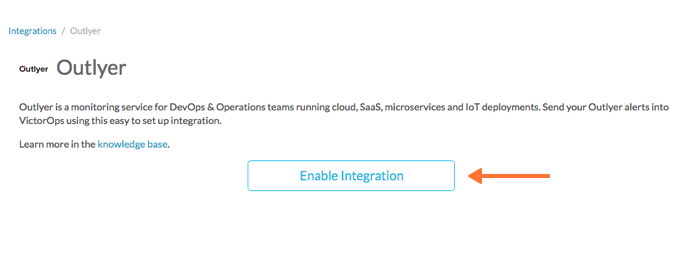 Integrations / Outlyer
Outlyer Outlyer
Outlyer is a monitoring service for DevOps & Operations teams running cloud, SaaS, microservices and IoT deployments. Send your Outlyer alerts into
VictorOps using this easy to set up integration.
Learn more in the knowledge base.
Enable Integration